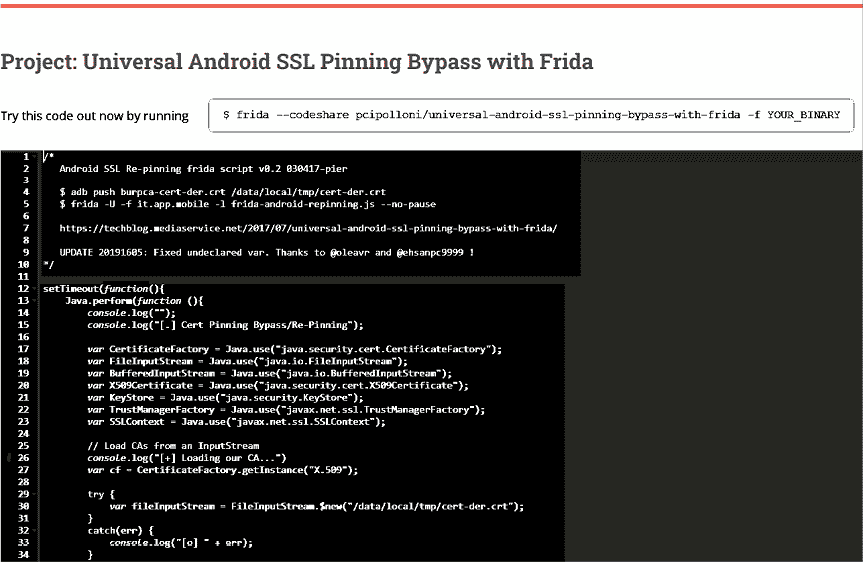 Project: Universal Android SSL Pinning Bypass with Frida
Try this code out now by running
$ frida --codeshare pcipolloni/universal-android-ssl-pinning-bypass-with-frida -f YOUR_BINARY
1 /*
2 Android SSL Re-pinning frida script v0.2 030417-pier
3
4 $ adb push burpca-cert-der.crt /data/local/tmp/cert-der.crt
5 $ frida -U -f it.app.mobile -l frida-android-repinning.js --no-pause
6
7 https://techblog.mediaservice.net/2017/07/universal-android-ssl-pinning-bypass-with-frida/
8
9 UPDATE 20191605: Fixed undeclared var. Thanks to @oleavr and @ehsanpc9999 !
10 */
11
12 setTimeout(function(){
13 Java.perform(function (){
14 console.log("");
15 console.log("[.] Cert Pinning Bypass/Re-Pinning");
16
17 var CertificateFactory = Java.use("java.security.cert.CertificateFactory");
18 var FileInputStream = Java.use("java.io.FileInputStream");
19 var BufferedInputStream = Java.use("java.io.BufferedInputStream");
20 var X509Certificate = Java.use("java.security.cert.X509Certificate");
21 var KeyStore = Java.use("java.security.KeyStore");
22 var TrustManagerFactory = Java.use("javax.net.ssl.TrustManagerFactory");
23 var SSLContext = Java.use("javax.net.ssl.SSLContext");
24
25 // Load CAs from an InputStream
26 console.log("[+] Loading our CA...")
27 var cf = CertificateFactory.getInstance("X.509");
28
29 try {
30 var fileInputStream = FileInputStream.$new("/data/local/tmp/cert-der.crt");
31 }
32 catch(err) {
33 console.log("[o] " + err);
34 }